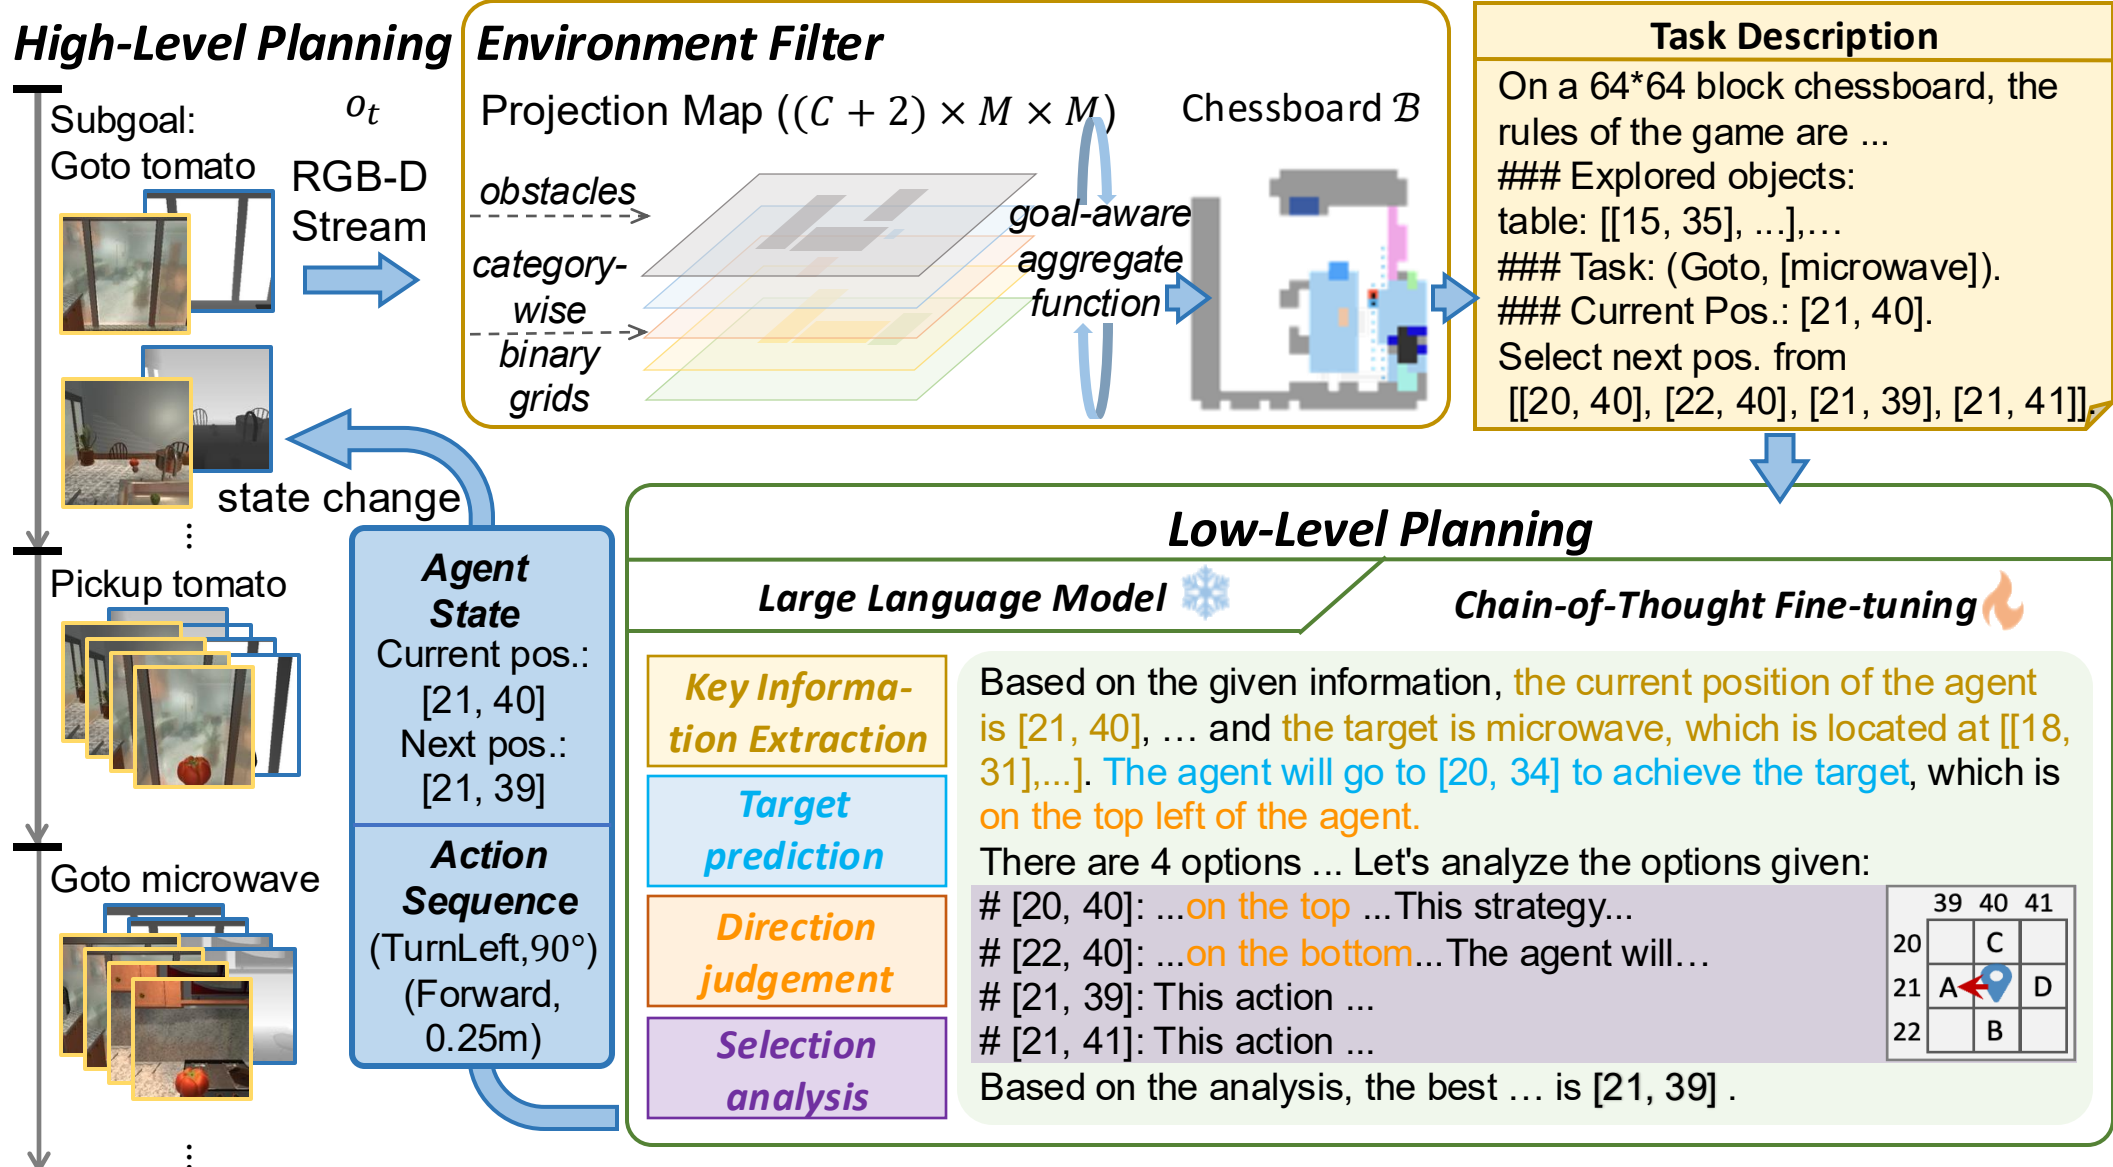 High-Level Planning
Subgoal:
Goto tomato
Pickup tomato
Goto microwave
⋮
⋮
o_t
RGB-D
Stream
state change
Environment Filter
Projection Map ((C + 2) × M × M)
obstacles
category-
wise
binary
grids
goal-aware
aggregate
function
Chessboard ℬ
Task Description
On a 64*64 block chessboard, the
rules of the game are ...
### Explored objects:
table: [[15, 35], ...],...
### Task: (Goto, [microwave]).
### Current Pos.: [21, 40].
Select next pos. from
[[20, 40], [22, 40], [21, 39], [21, 41]].
Agent
State
Current pos.:
[21, 40]
Next pos.:
[21, 39]
Action
Sequence
(TurnLeft,90°)
(Forward,
0.25m)
Low-Level Planning
Large Language Model
Chain-of-Thought Fine-tuning
Key Informa-
tion Extraction
Target
prediction
Direction
judgement
Selection
analysis
Based on the given information, the current position of the agent
is [21, 40], … and the target is microwave, which is located at [[18,
31],...]. The agent will go to [20, 34] to achieve the target, which is
on the top left of the agent.
There are 4 options ... Let's analyze the options given:
# [20, 40]: ...on the top ...This strategy...
# [22, 40]: ...on the bottom...The agent will...
# [21, 39]: This action ...
# [21, 41]: This action ...
Based on the analysis, the best … is [21, 39] .
39 40 41
20 C
21 A D
22 B